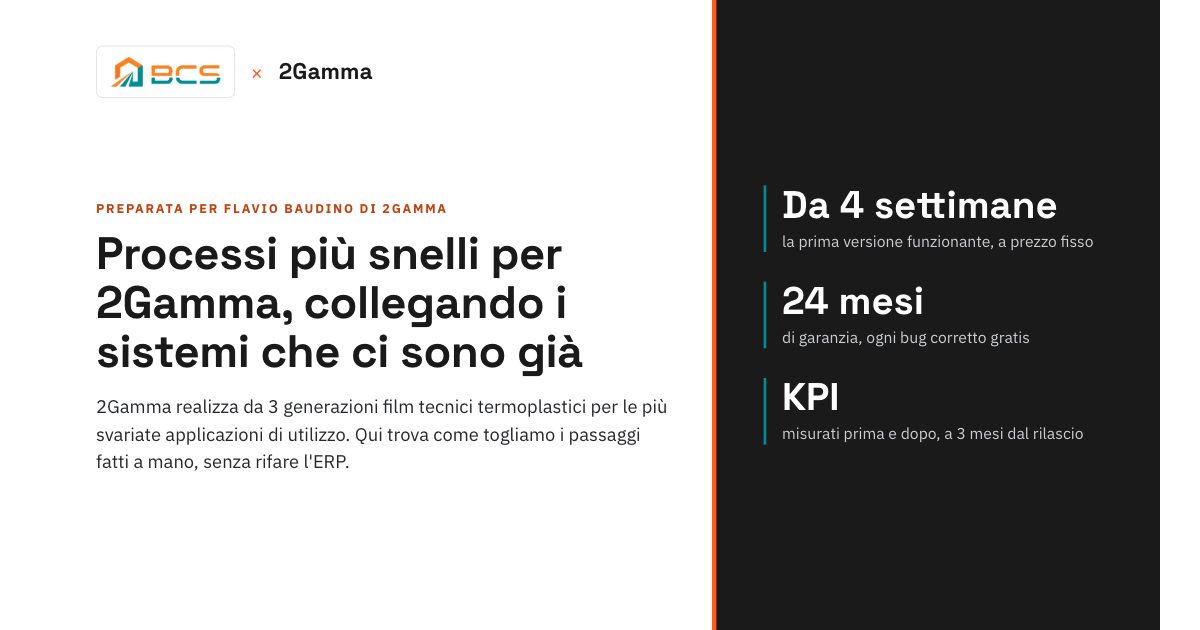 BCS × 2Gamma
PREPARATA PER FLAVIO BAUDINO DI 2GAMMA
Processi più snelli per
2Gamma, collegando i
sistemi che ci sono già
2Gamma realizza da 3 generazioni film tecnici termoplastici per le più
svariate applicazioni di utilizzo. Qui trova come togliamo i passaggi
fatti a mano, senza rifare l'ERP.
Da 4 settimane
la prima versione funzionante, a prezzo fisso
24 mesi
di garanzia, ogni bug corretto gratis
KPI
misurati prima e dopo, a 3 mesi dal rilascio